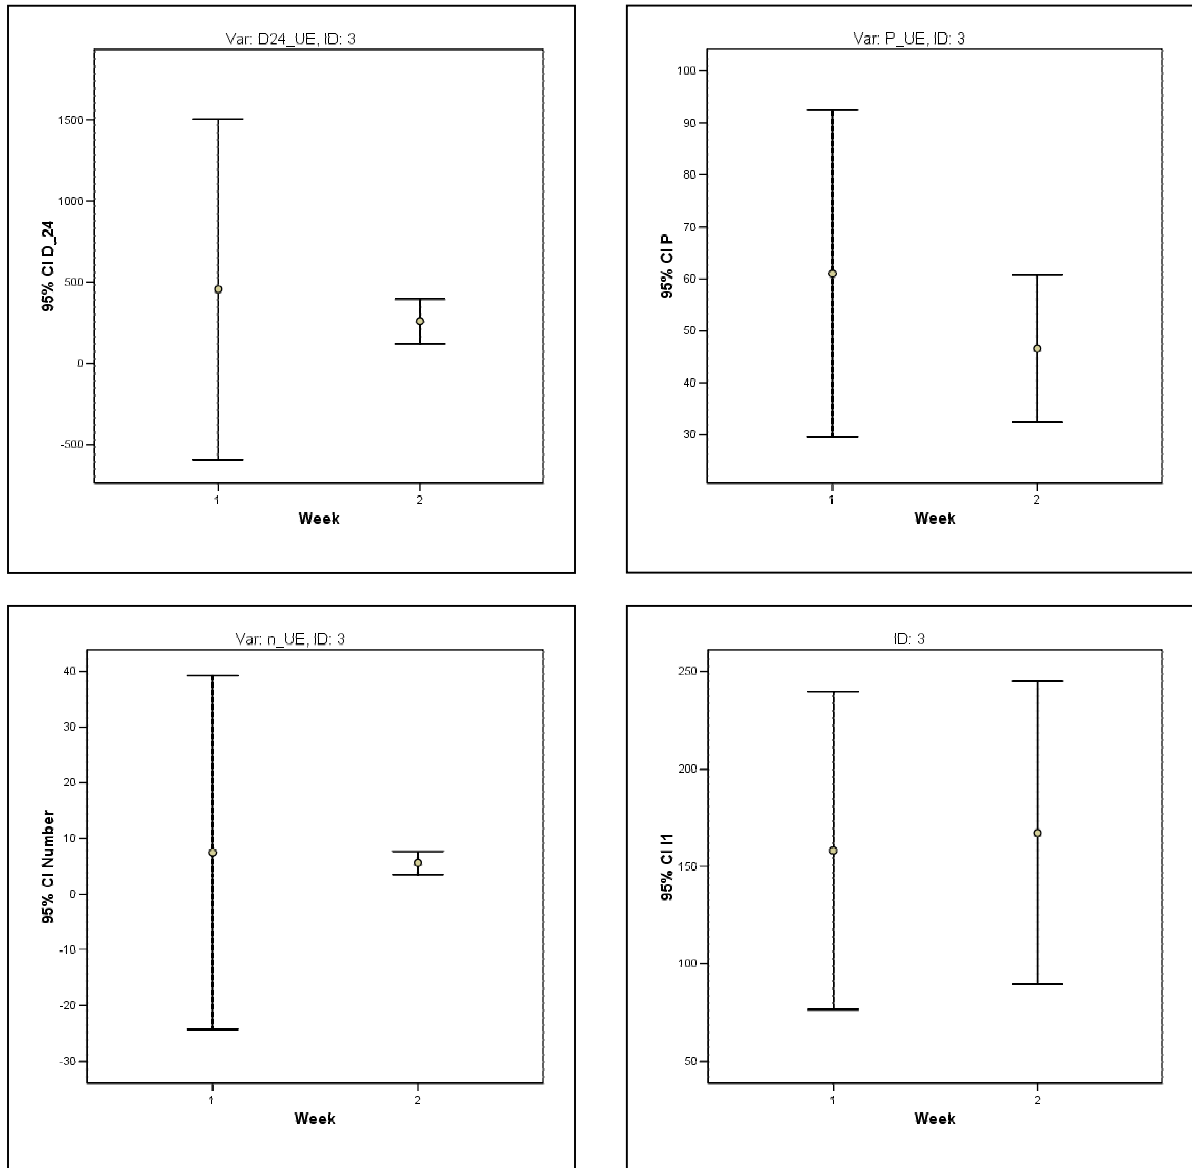 Var: D24_UE, ID: 3
1500
1000
500
0
-500
95% CI D_24
1
2
Week
Var: P_UE, ID: 3
100
90
80
70
60
50
40
30
95% CI P
1
2
Week
Var: n_UE, ID: 3
40
30
20
10
0
-10
-20
-30
95% CI Number
1
2
Week
ID: 3
250
200
150
100
50
95% CI I1
1
2
Week